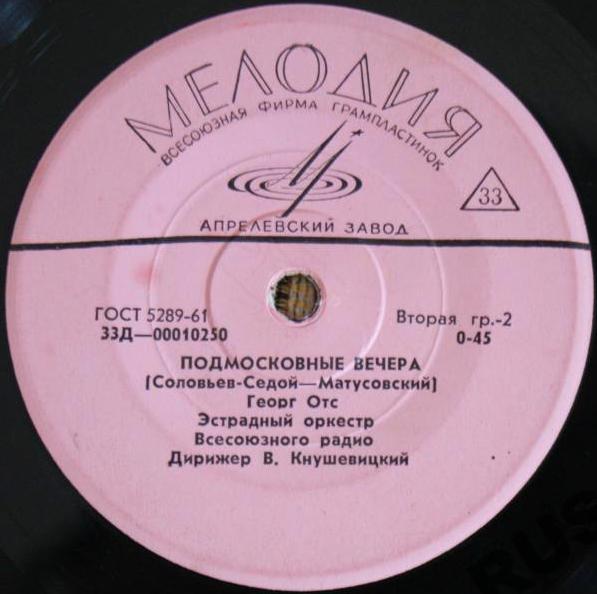 МЕЛОДИЯ
ВСЕСОЮЗНАЯ ФИРМА ГРАМПЛАСТИНОК
33
АПРЕЛЕВСКИЙ ЗАВОД
ГОСТ 5289-61
Вторая гр.-2
33Д—00010250
0-45
ПОДМОСКОВНЫЕ ВЕЧЕРА
(Соловьев-Седой—Матусовский)
Георг Отс
Эстрадный оркестр
Всесоюзного радио
Дирижер В. Кнушевицкий
RUS